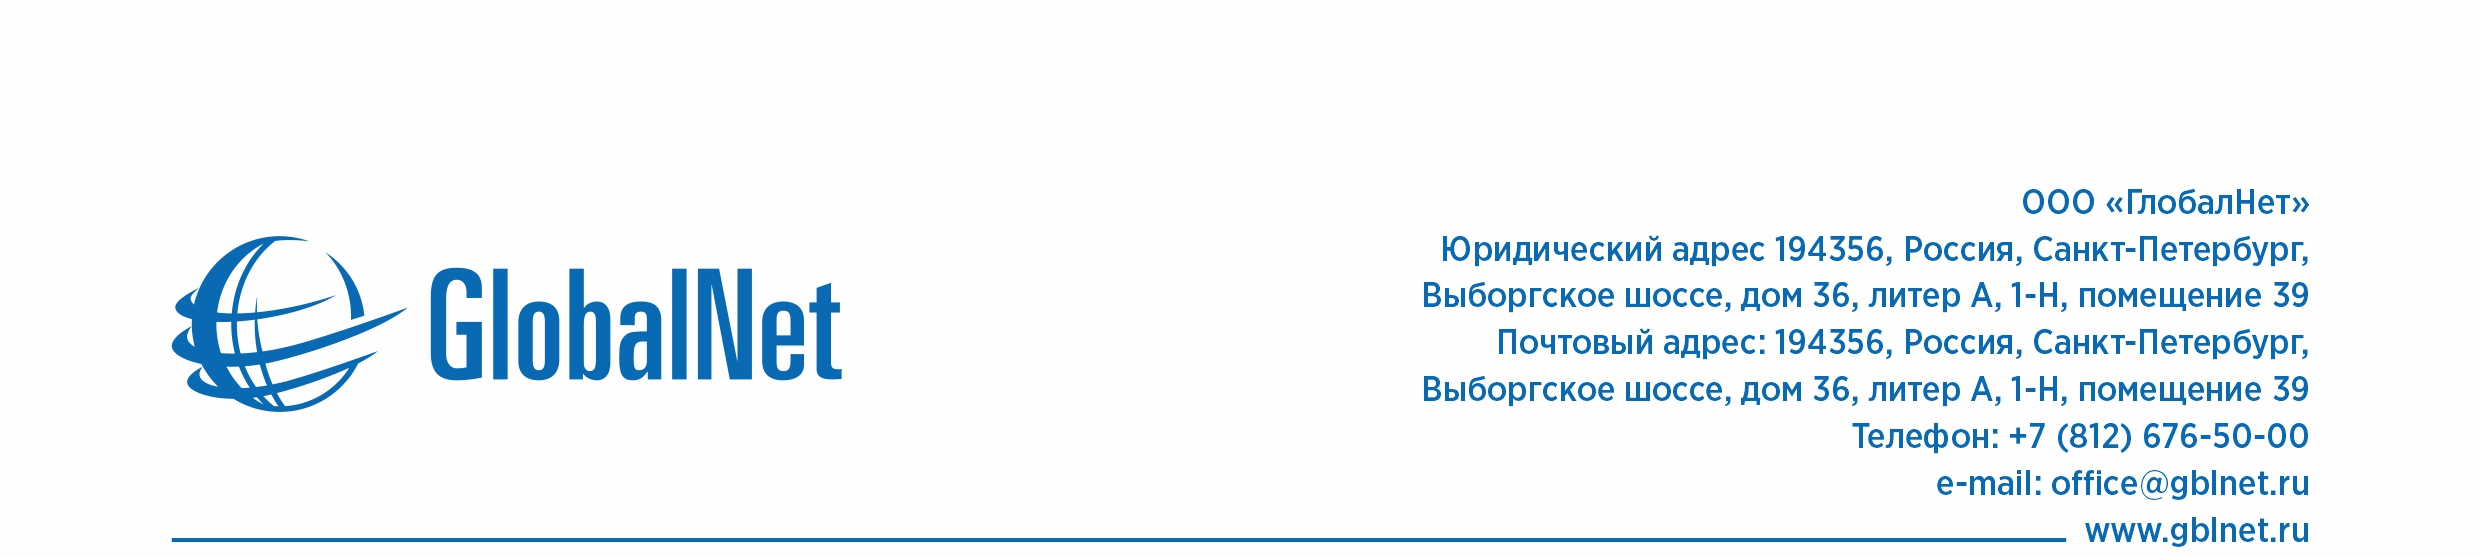 GlobalNet
ООО «ГлобалНет»
Юридический адрес 194356, Россия, Санкт-Петербург,
Выборгское шоссе, дом 36, литер А, 1-Н, помещение 39
Почтовый адрес: 194356, Россия, Санкт-Петербург,
Выборгское шоссе, дом 36, литер А, 1-Н, помещение 39
Телефон: +7 (812) 676-50-00
e-mail: office@gblnet.ru
www.gblnet.ru